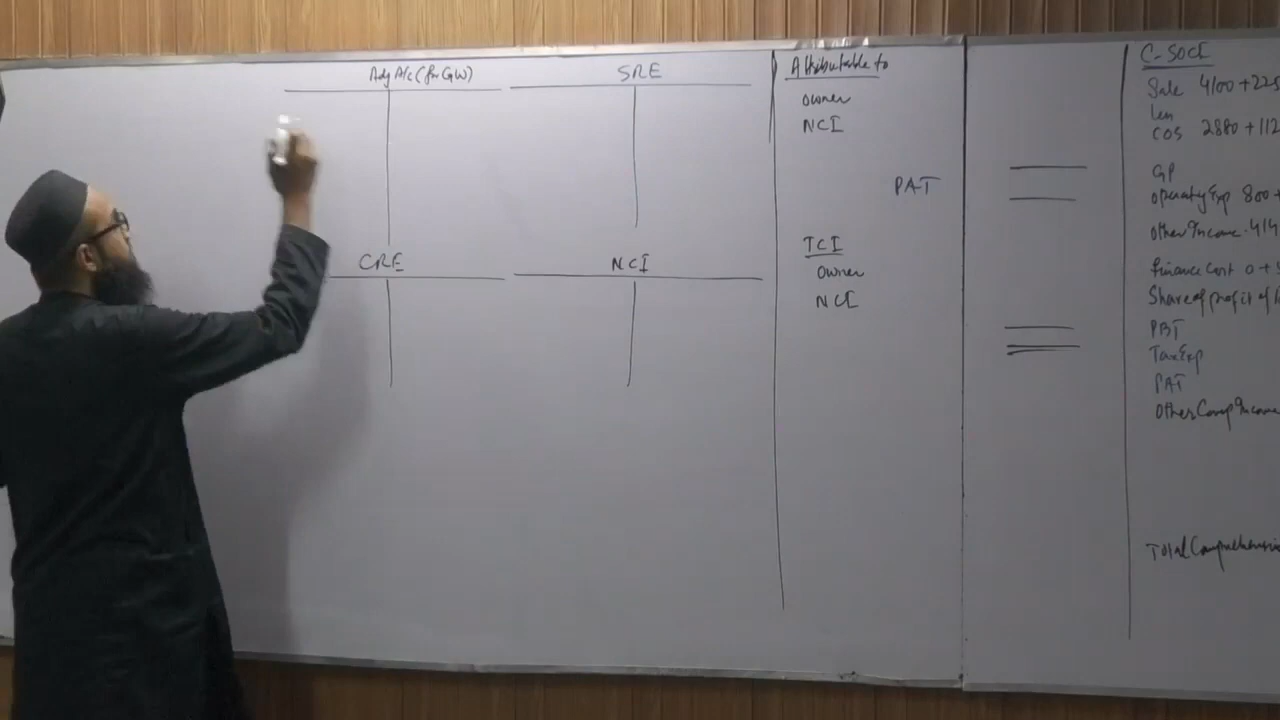 Adj A/c (for GW)
SRE
CRE
NCI
Attributable to
Owner
NCI
PAT
TCI
Owner
NCI
C-SOCI
Sale 4100+225
Less
COS 2880+112
GP
Operating Exp 800+
Other Income 414
Finance Cost 0+
Share of profit of
PBT
Tax Exp
PAT
Other Comp Income
Total Comprehensi